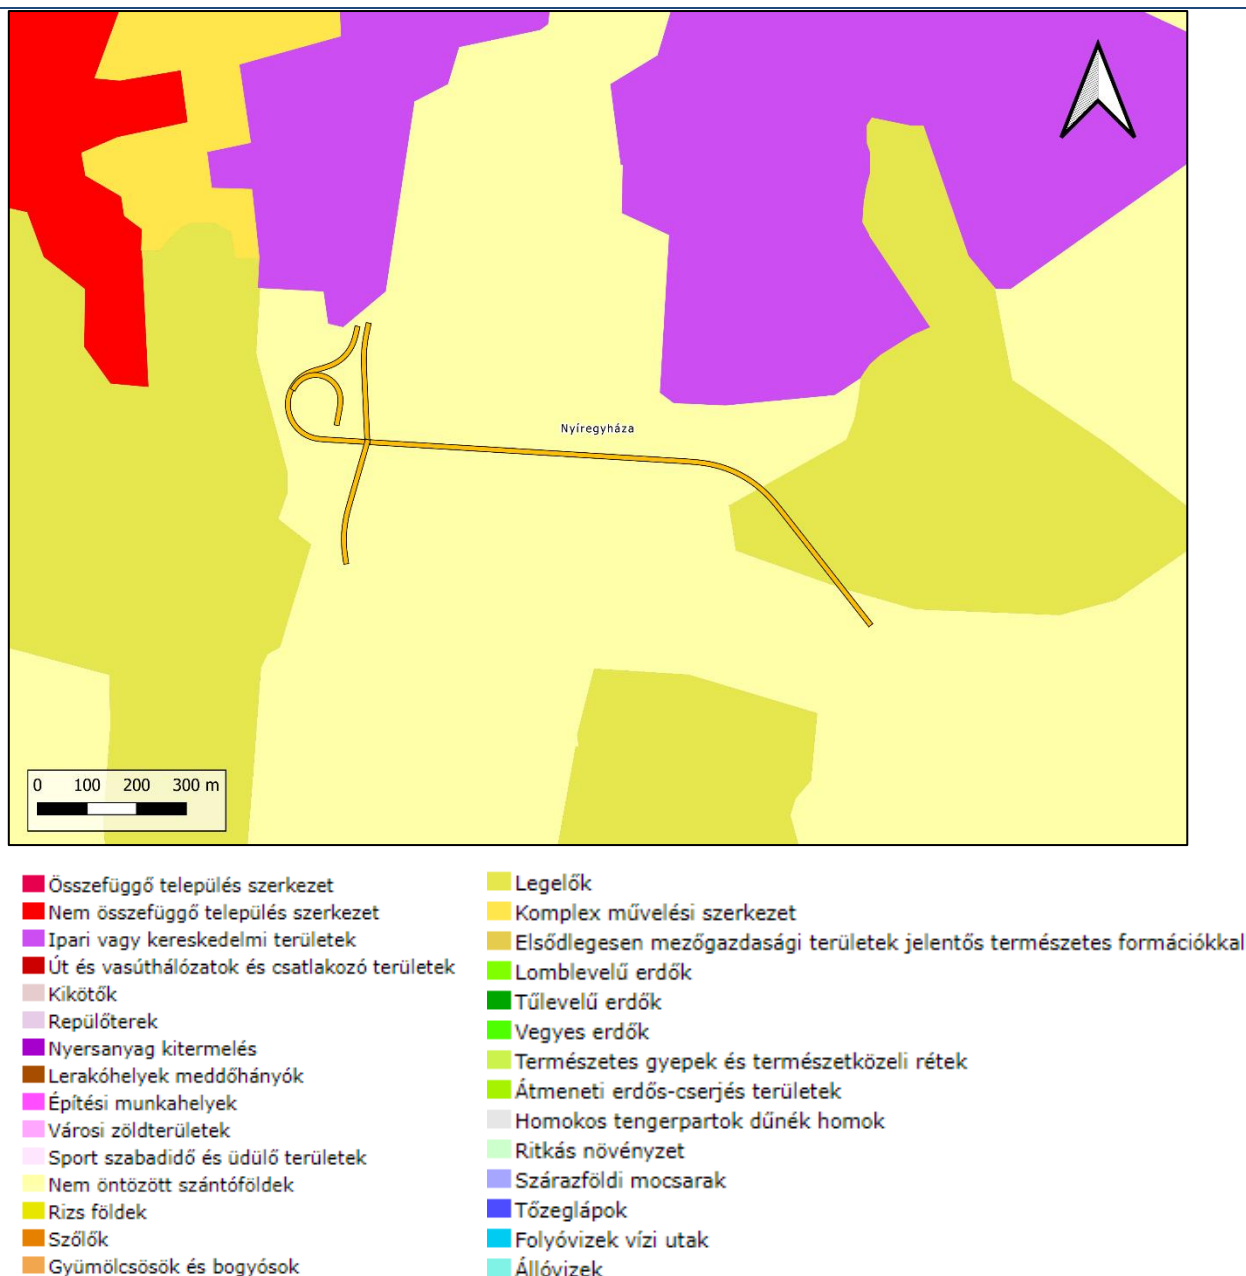 Nyíregyháza
0 100 200 300 m
Összefüggő település szerkezet
Nem összefüggő település szerkezet
Ipari vagy kereskedelmi területek
Út és vasúthálózatok és csatlakozó területek
Kikötők
Repülőterek
Nyersanyag kitermelés
Lerakóhelyek meddőhányók
Építési munkahelyek
Városi zöldterületek
Sport szabadidő és üdülő területek
Nem öntözött szántóföldek
Rizs földek
Szőlők
Gyümölcsösök és bogyósok
Legelők
Komplex művelési szerkezet
Elsődlegesen mezőgazdasági területek jelentős természetes formációkkal
Lomblevelű erdők
Tűlevelű erdők
Vegyes erdők
Természetes gyepek és természetközeli rétek
Átmeneti erdős-cserjés területek
Homokos tengerpartok dűnék homok
Ritkás növényzet
Szárazföldi mocsarak
Tőzeglápok
Folyóvizek vízi utak
Állóvizek